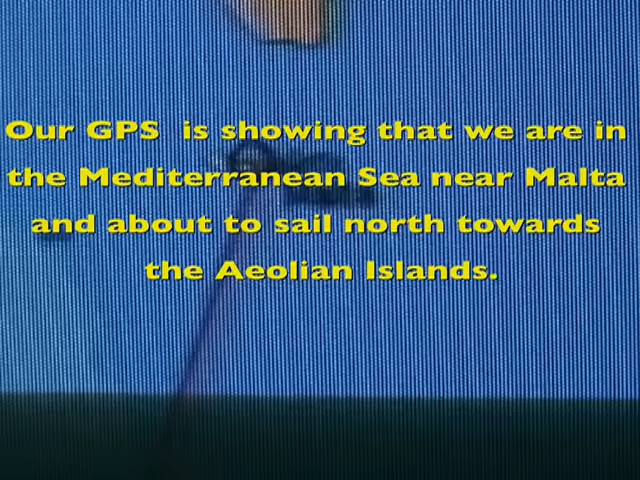 Our GPS is showing that we are in
the Mediterranean Sea near Malta
and about to sail north towards
the Aeolian Islands.